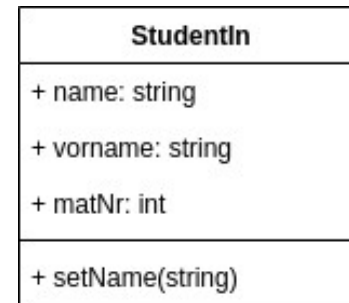 StudentIn
+ name: string
+ vorname: string
+ matNr: int
+ setName(string)